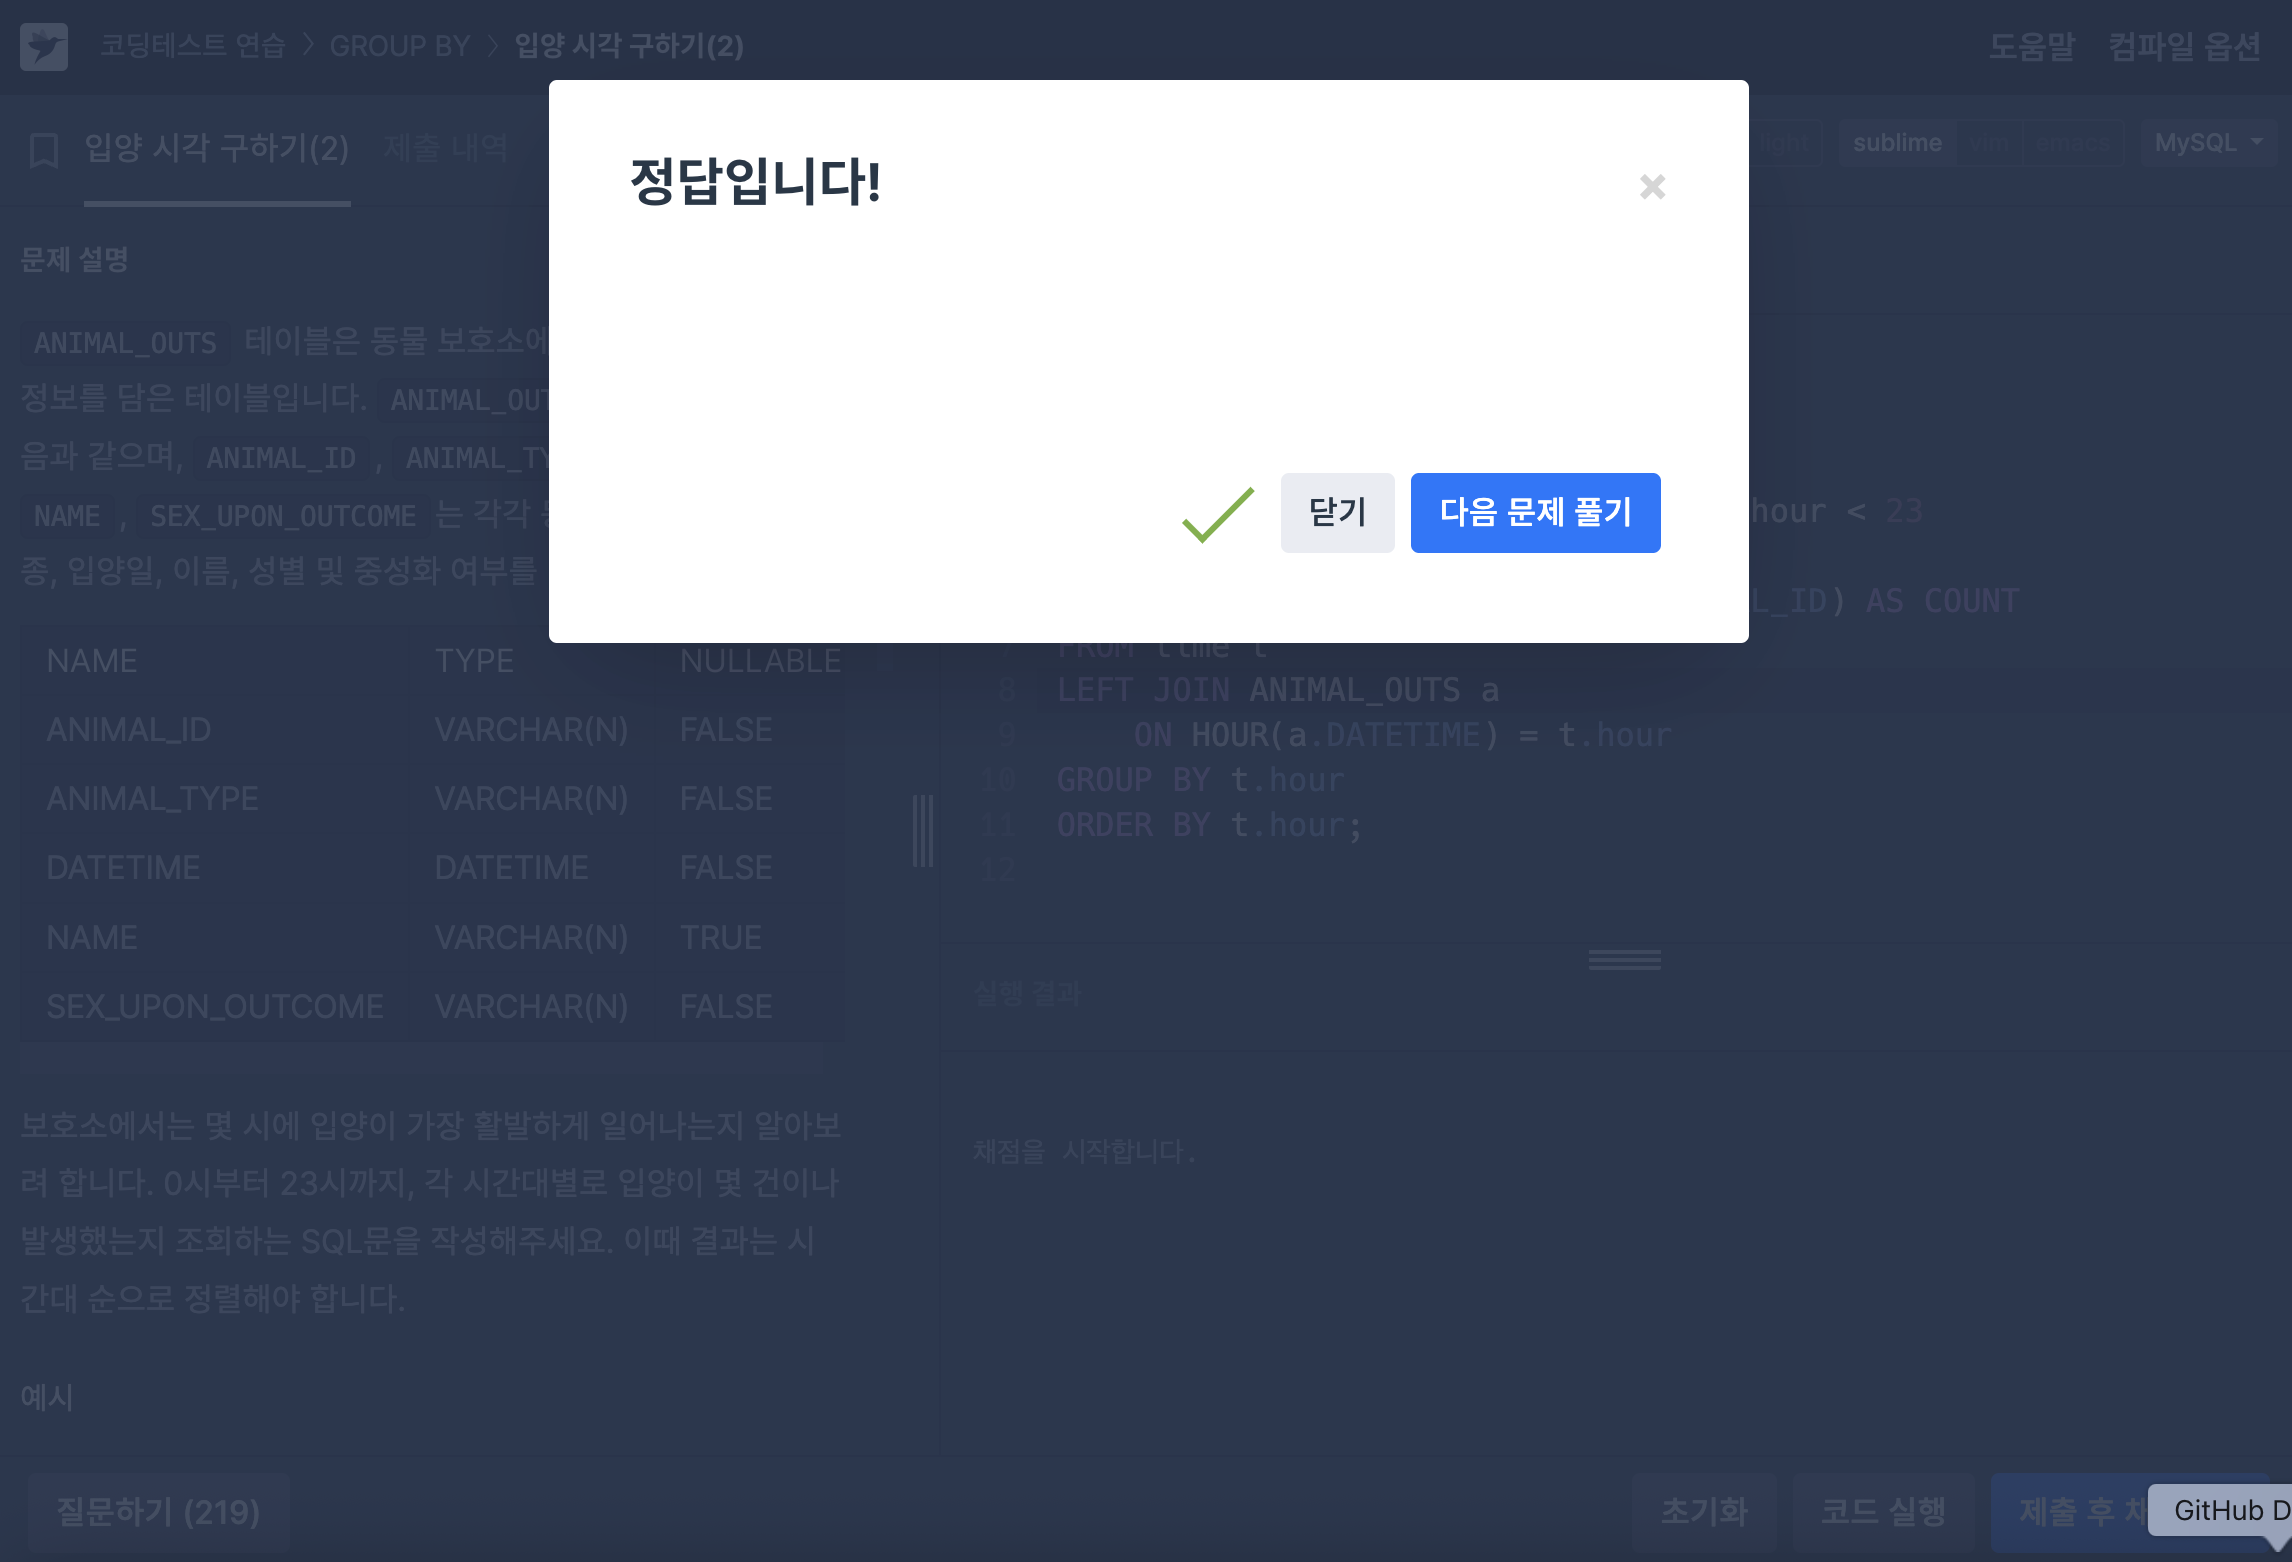 코딩테스트 연습 > GROUP BY > 입양 시각 구하기(2)
도움말 컴파일 옵션
입양 시각 구하기(2) 제출 내역
light sublime vim emacs MySQL
정답입니다!
닫기 다음 문제 풀기
문제 설명
ANIMAL_OUTS 테이블은 동물 보호소에
정보를 담은 테이블입니다. ANIMAL_OUT
음과 같으며, ANIMAL_ID , ANIMAL_TY
NAME , SEX_UPON_OUTCOME 는 각각
종, 입양일, 이름, 성별 및 중성화 여부를
NAME TYPE NULLABLE
ANIMAL_ID VARCHAR(N) FALSE
ANIMAL_TYPE VARCHAR(N) FALSE
DATETIME DATETIME FALSE
NAME VARCHAR(N) TRUE
SEX_UPON_OUTCOME VARCHAR(N) FALSE
보호소에서는 몇 시에 입양이 가장 활발하게 일어나는지 알아보
려 합니다. 0시부터 23시까지, 각 시간대별로 입양이 몇 건이나
발생했는지 조회하는 SQL문을 작성해주세요. 이때 결과는 시
간대 순으로 정렬해야 합니다.
예시
hour < 23
L_ID) AS COUNT
FROM time t
8 LEFT JOIN ANIMAL_OUTS a
9 ON HOUR(a.DATETIME) = t.hour
10 GROUP BY t.hour
11 ORDER BY t.hour;
12
실행 결과
채점을 시작합니다.
질문하기 (219)
초기화 코드 실행 제출 후 채
GitHub D